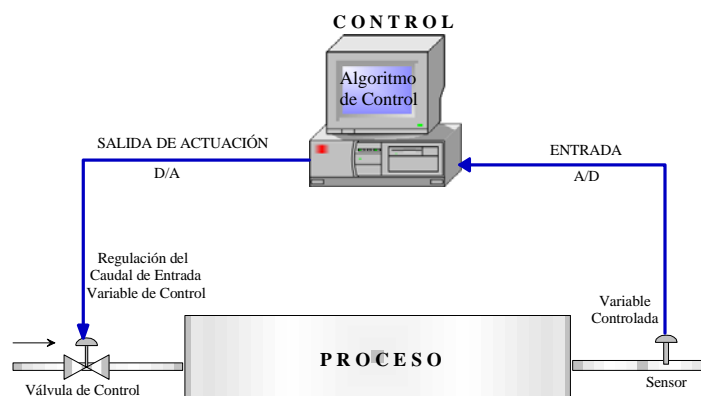 CONTROL
Algoritmo
de Control
SALIDA DE ACTUACIÓN
D/A
ENTRADA
A/D
Regulación del
Caudal de Entrada
Variable de Control
Variable
Controlada
PROCESO
Válvula de Control
Sensor